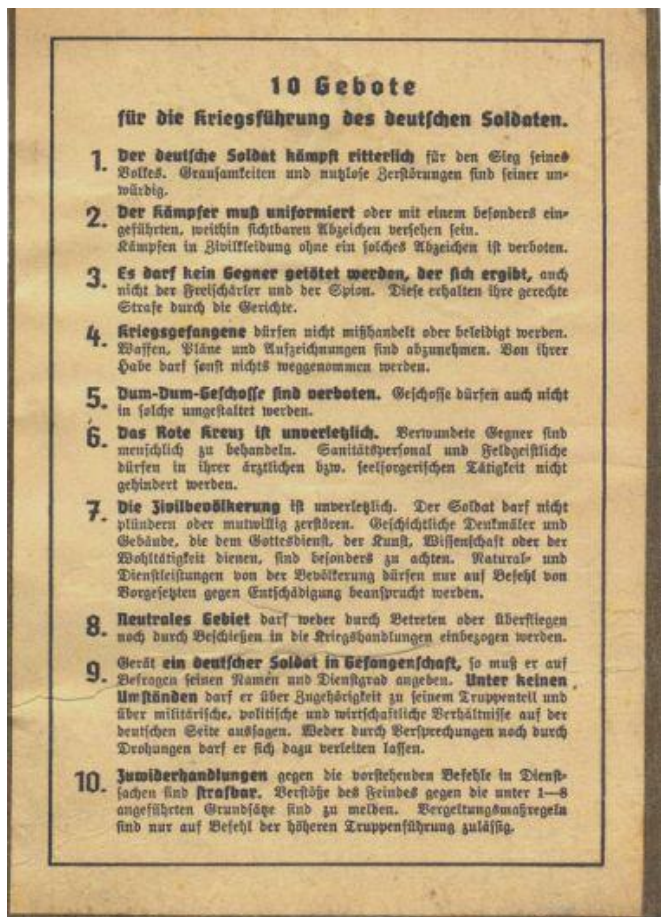 10 Gebote
für die Kriegsführung des deutschen Soldaten.
1. Der deutsche Soldat kämpft ritterlich für den Sieg seines
Volkes. Grausamkeiten und nutzlose Zerstörungen sind seiner un-
würdig.
2. Der Kämpfer muß uniformiert oder mit einem besonders ein-
geführten, weithin sichtbaren Abzeichen versehen sein.
Kämpfen in Zivilkleidung ohne ein solches Abzeichen ist verboten.
3. Es darf kein Gegner getötet werden, der sich ergibt, auch
nicht der Freischärler und der Spion. Diese erhalten ihre gerechte
Strafe durch die Gerichte.
4. Kriegsgefangene dürfen nicht mißhandelt oder beleidigt werden.
Waffen, Pläne und Aufzeichnungen sind abzunehmen. Von ihrer
Habe darf sonst nichts weggenommen werden.
5. Dum-Dum-Geschosse sind verboten. Geschosse dürfen auch nicht
in solche umgestaltet werden.
6. Das Rote Kreuz ist unverletzlich. Verwundete Gegner sind
menschlich zu behandeln. Sanitätspersonal und Feldgeistliche
dürfen in ihrer ärztlichen bzw. seelsorgerischen Tätigkeit nicht
gehindert werden.
7. Die Zivilbevölkerung ist unverletzlich. Der Soldat darf nicht
plündern oder mutwillig zerstören. Geschichtliche Denkmäler und
Gebäude, die dem Gottesdienst, der Kunst, Wissenschaft oder der
Wohltätigkeit dienen, sind besonders zu achten. Natural- und
Dienstleistungen von der Bevölkerung dürfen nur auf Befehl von
Vorgesetzten gegen Entschädigung beansprucht werden.
8. Neutrales Gebiet darf weder durch Betreten oder Überfliegen
noch durch Beschießen in die Kriegshandlungen einbezogen werden.
9. Gerät ein deutscher Soldat in Gefangenschaft, so muß er auf
Befragen seinen Namen und Dienstgrad angeben. Unter keinen
Umständen darf er über Zugehörigkeit zu seinem Truppenteil und
über militärische, politische und wirtschaftliche Verhältnisse auf der
deutschen Seite aussagen. Weder durch Versprechungen noch durch
Drohungen darf er sich dazu verleiten lassen.
10. Zuwiderhandlungen gegen die vorstehenden Befehle in Dienst-
sachen sind strafbar. Verstöße des Feindes gegen die unter 1—8
angeführten Grundsätze sind zu melden. Vergeltungsmaßregeln
sind nur auf Befehl der höheren Truppenführung zulässig.